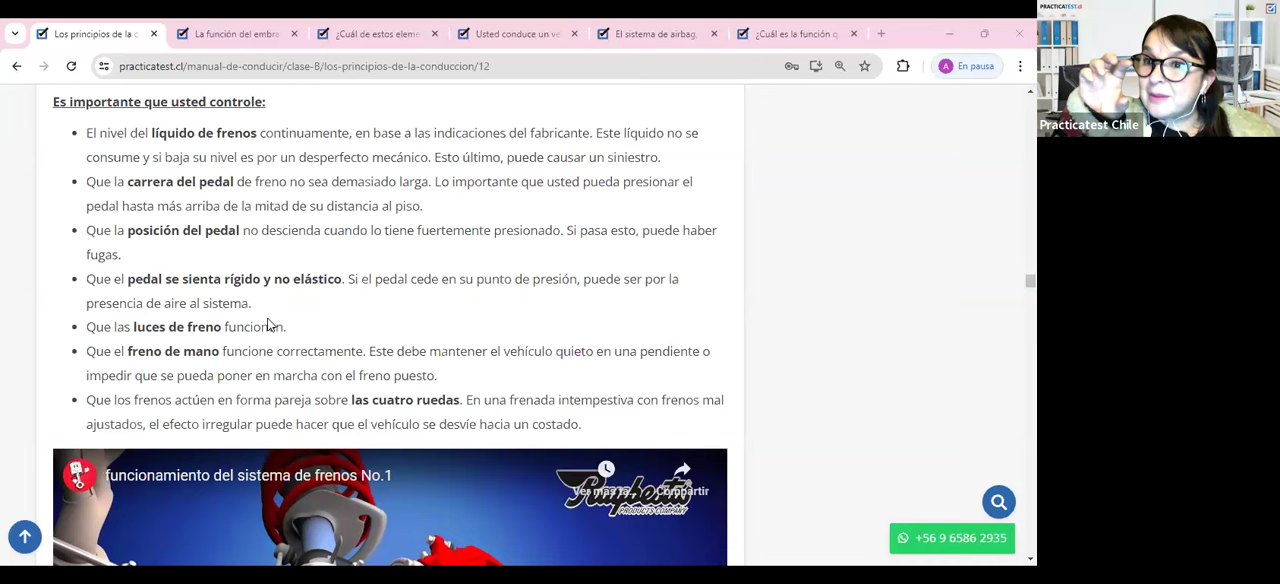 Los principios de la c
La función del embra
¿Cuál de estos eleme
Usted conduce un ve
El sistema de airbag,
¿Cuál es la función q
practicatest.cl/manual-de-conducir/clase-B/los-principios-de-la-conduccion/12
A
En pausa
PRACTICATEST.cl
Practicatest Chile
Es importante que usted controle:
El nivel del líquido de frenos continuamente, en base a las indicaciones del fabricante. Este líquido no se
consume y si baja su nivel es por un desperfecto mecánico. Esto último, puede causar un siniestro.
Que la carrera del pedal de freno no sea demasiado larga. Lo importante que usted pueda presionar el
pedal hasta más arriba de la mitad de su distancia al piso.
Que la posición del pedal no descienda cuando lo tiene fuertemente presionado. Si pasa esto, puede haber
fugas.
Que el pedal se sienta rígido y no elástico. Si el pedal cede en su punto de presión, puede ser por la
presencia de aire al sistema.
Que las luces de freno funcionen.
Que el freno de mano funcione correctamente. Este debe mantener el vehículo quieto en una pendiente o
impedir que se pueda poner en marcha con el freno puesto.
Que los frenos actúen en forma pareja sobre las cuatro ruedas. En una frenada intempestiva con frenos mal
ajustados, el efecto irregular puede hacer que el vehículo se desvíe hacia un costado.
funcionamiento del sistema de frenos No.1
Ver más ta...
Compartir
PRODUCTS COMPANY
+56 9 6586 2935